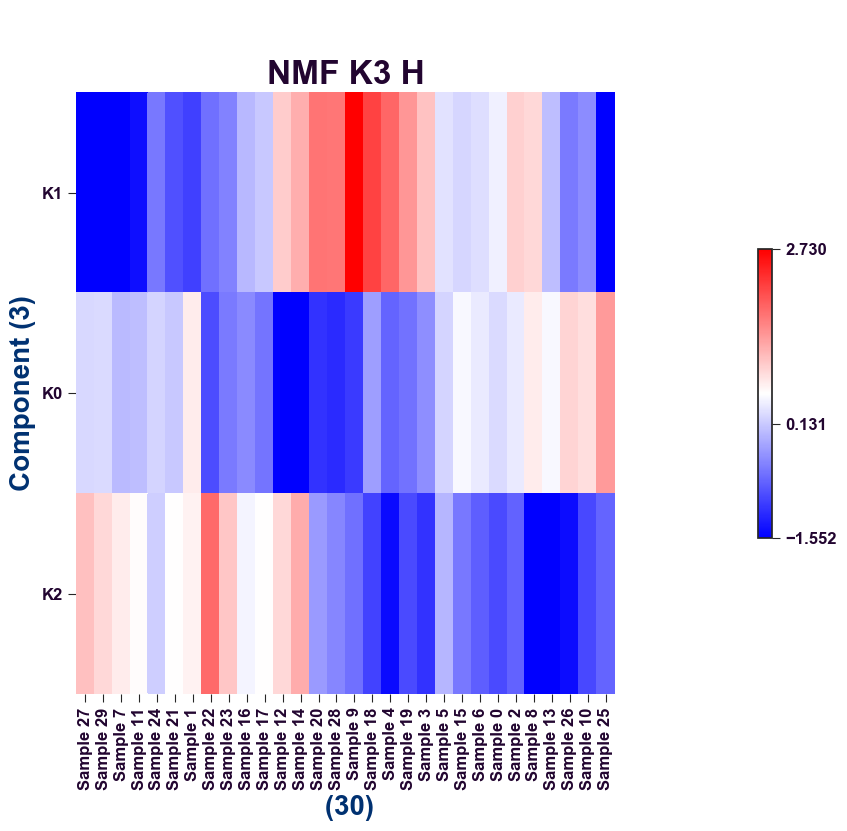 NMF K3 H
K1
K0
K2
Component (3)
2.730
0.131
−1.552
Sample 27
Sample 29
Sample 7
Sample 11
Sample 24
Sample 21
Sample 1
Sample 22
Sample 23
Sample 16
Sample 17
Sample 12
Sample 14
Sample 20
Sample 28
Sample 9
Sample 18
Sample 4
Sample 19
Sample 3
Sample 5
Sample 15
Sample 6
Sample 0
Sample 2
Sample 8
Sample 13
Sample 26
Sample 10
Sample 25
(30)